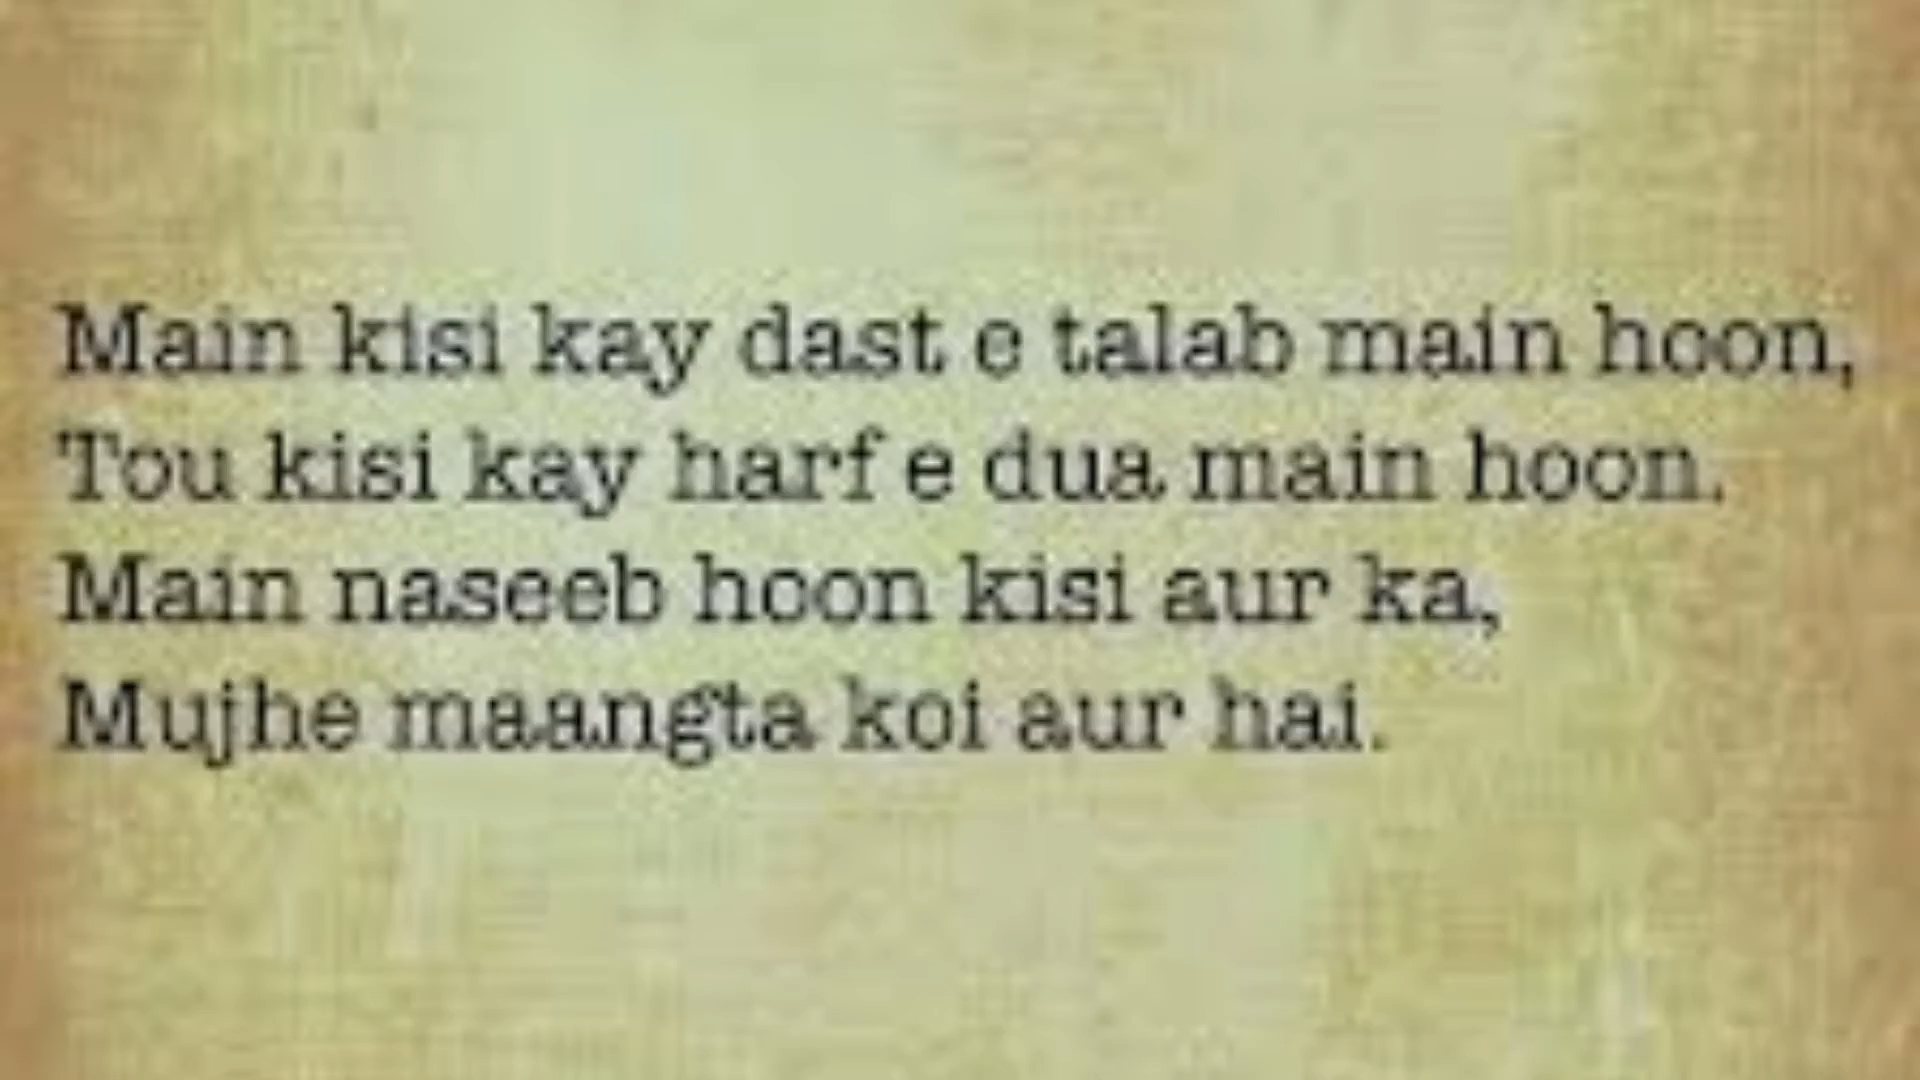 Main kisi kay dast e talab main hoon,
Tou kisi kay harf e dua main hoon.
Main naseeb hoon kisi aur ka,
Mujhe maangta koi aur hai.